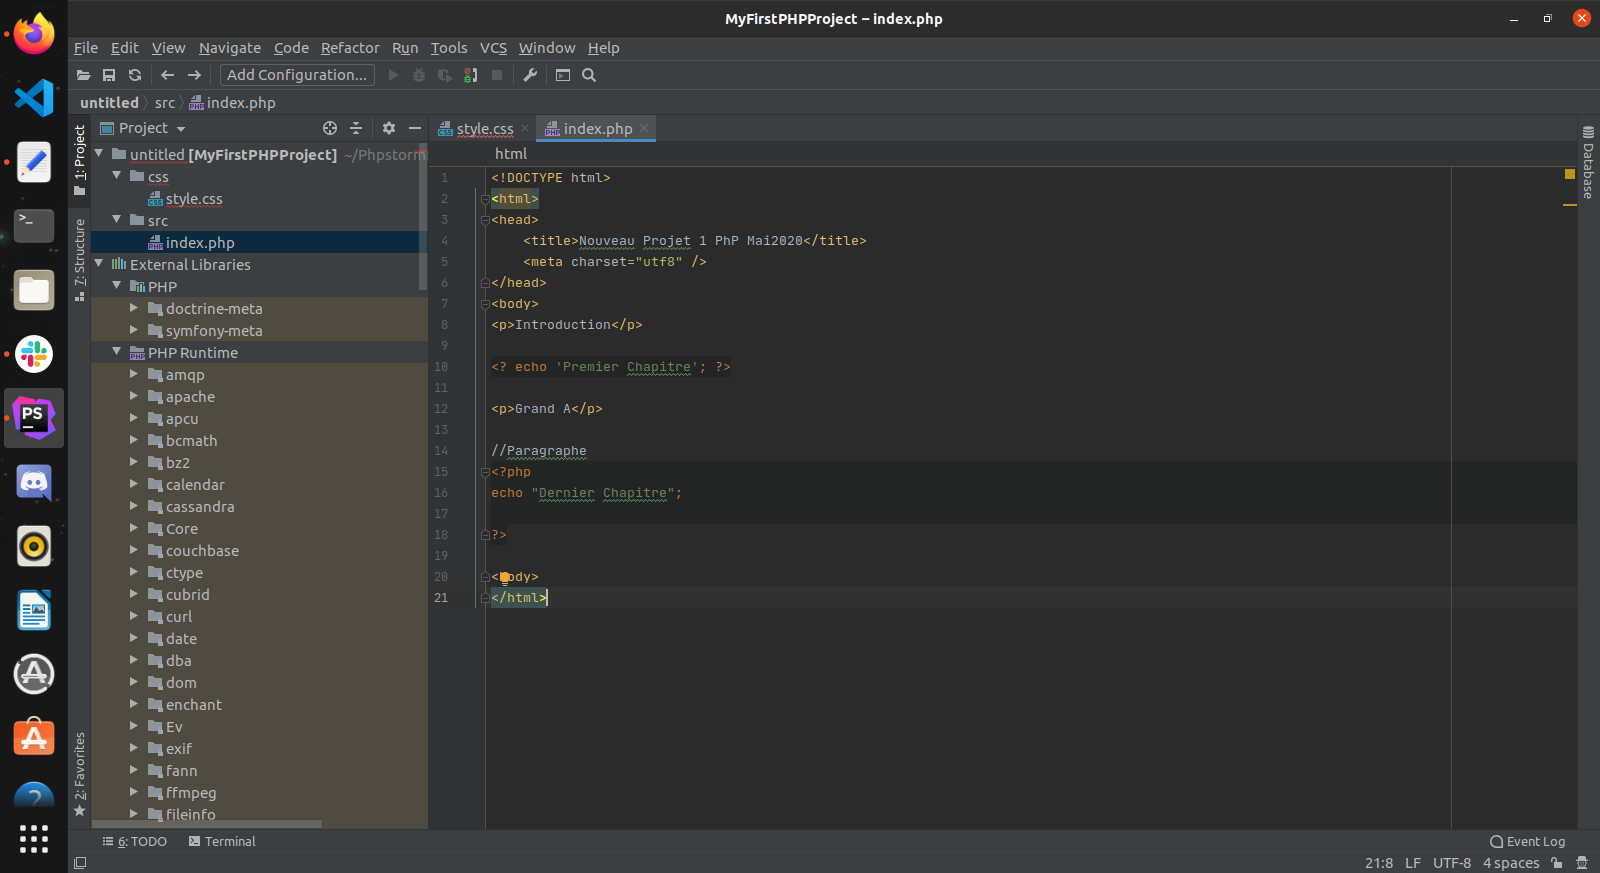 MyFirstPHPProject – index.php
File Edit View Navigate Code Refactor Run Tools VCS Window Help
Add Configuration...
untitled src index.php
Project
style.css index.php
html
1: Project
7: Structure
2: Favorites
untitled [MyFirstPHPProject] ~/Phpstorm
css
style.css
src
index.php
External Libraries
PHP
doctrine-meta
symfony-meta
PHP Runtime
amqp
apache
apcu
bcmath
bz2
calendar
cassandra
Core
couchbase
ctype
cubrid
curl
date
dba
dom
enchant
Ev
exif
fann
ffmpeg
fileinfo
1 <!DOCTYPE html>
2 <html>
3 <head>
4 <title>Nouveau Projet 1 PhP Mai2020</title>
5 <meta charset="utf8" />
6 </head>
7 <body>
8 <p>Introduction</p>
9
10 <? echo 'Premier Chapitre'; ?>
11
12 <p>Grand A</p>
13
14 //Paragraphe
15 <?php
16 echo "Dernier Chapitre";
17
18 ?>
19
20 < ody>
21 </html>
Database
6: TODO Terminal Event Log
21:8 LF UTF-8 4 spaces
PS